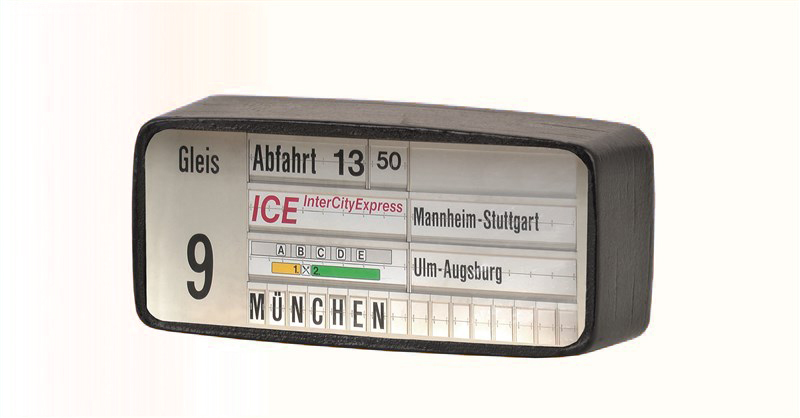 Gleis
9
Abfahrt 13 50
ICE InterCityExpress
Mannheim-Stuttgart
A B C D E
1. 2.
Ulm-Augsburg
MÜNCHEN